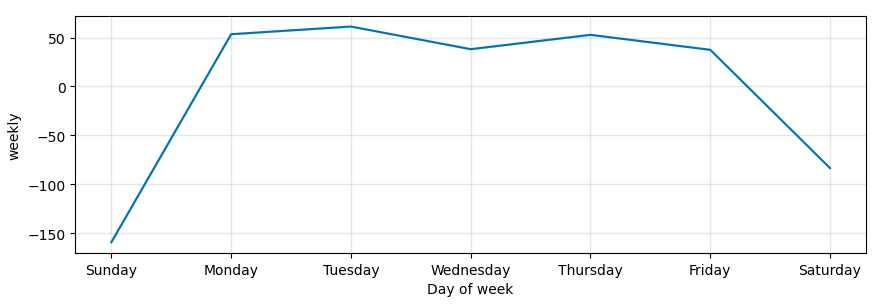 weekly
50
0
−50
−100
−150
Sunday Monday Tuesday Wednesday Thursday Friday Saturday
Day of week